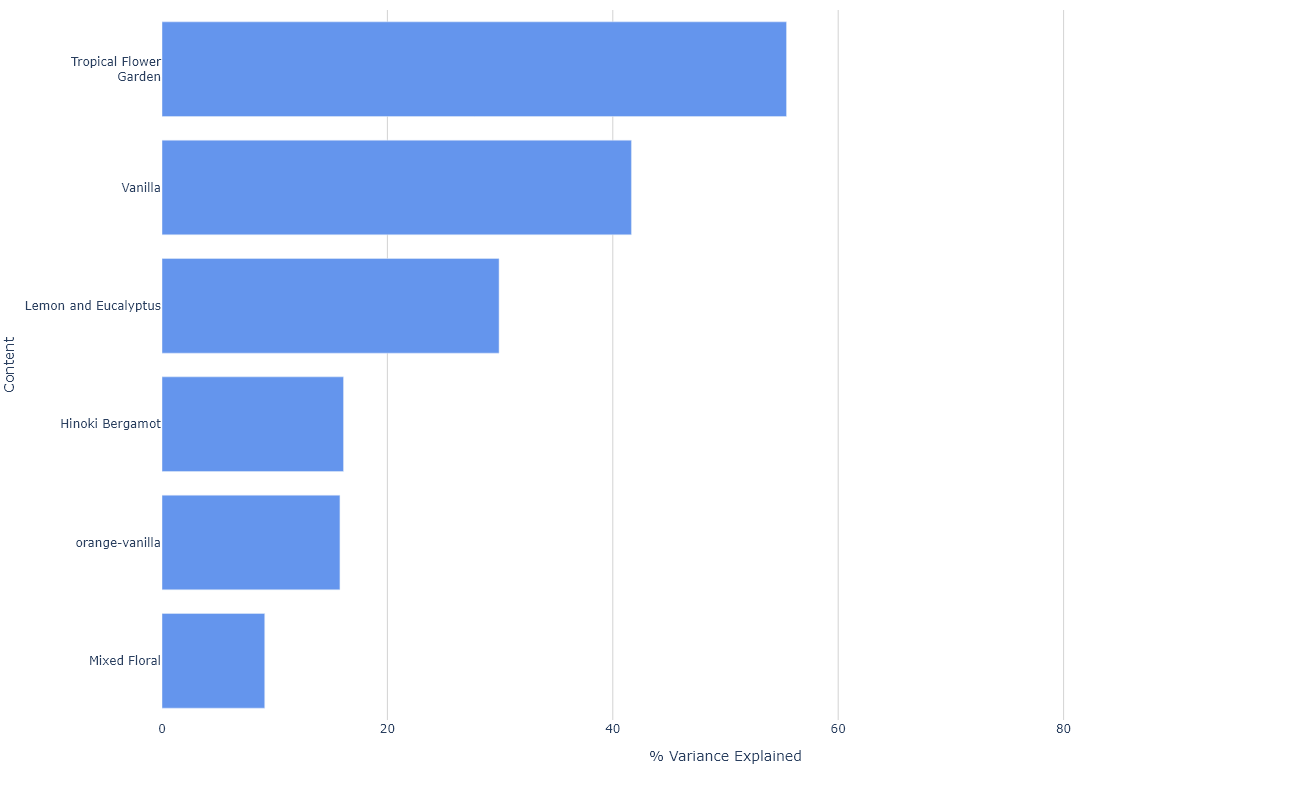 Tropical Flower
Garden
Vanilla
Lemon and Eucalyptus
Hinoki Bergamot
orange-vanilla
Mixed Floral
Content
0 20 40 60 80
% Variance Explained